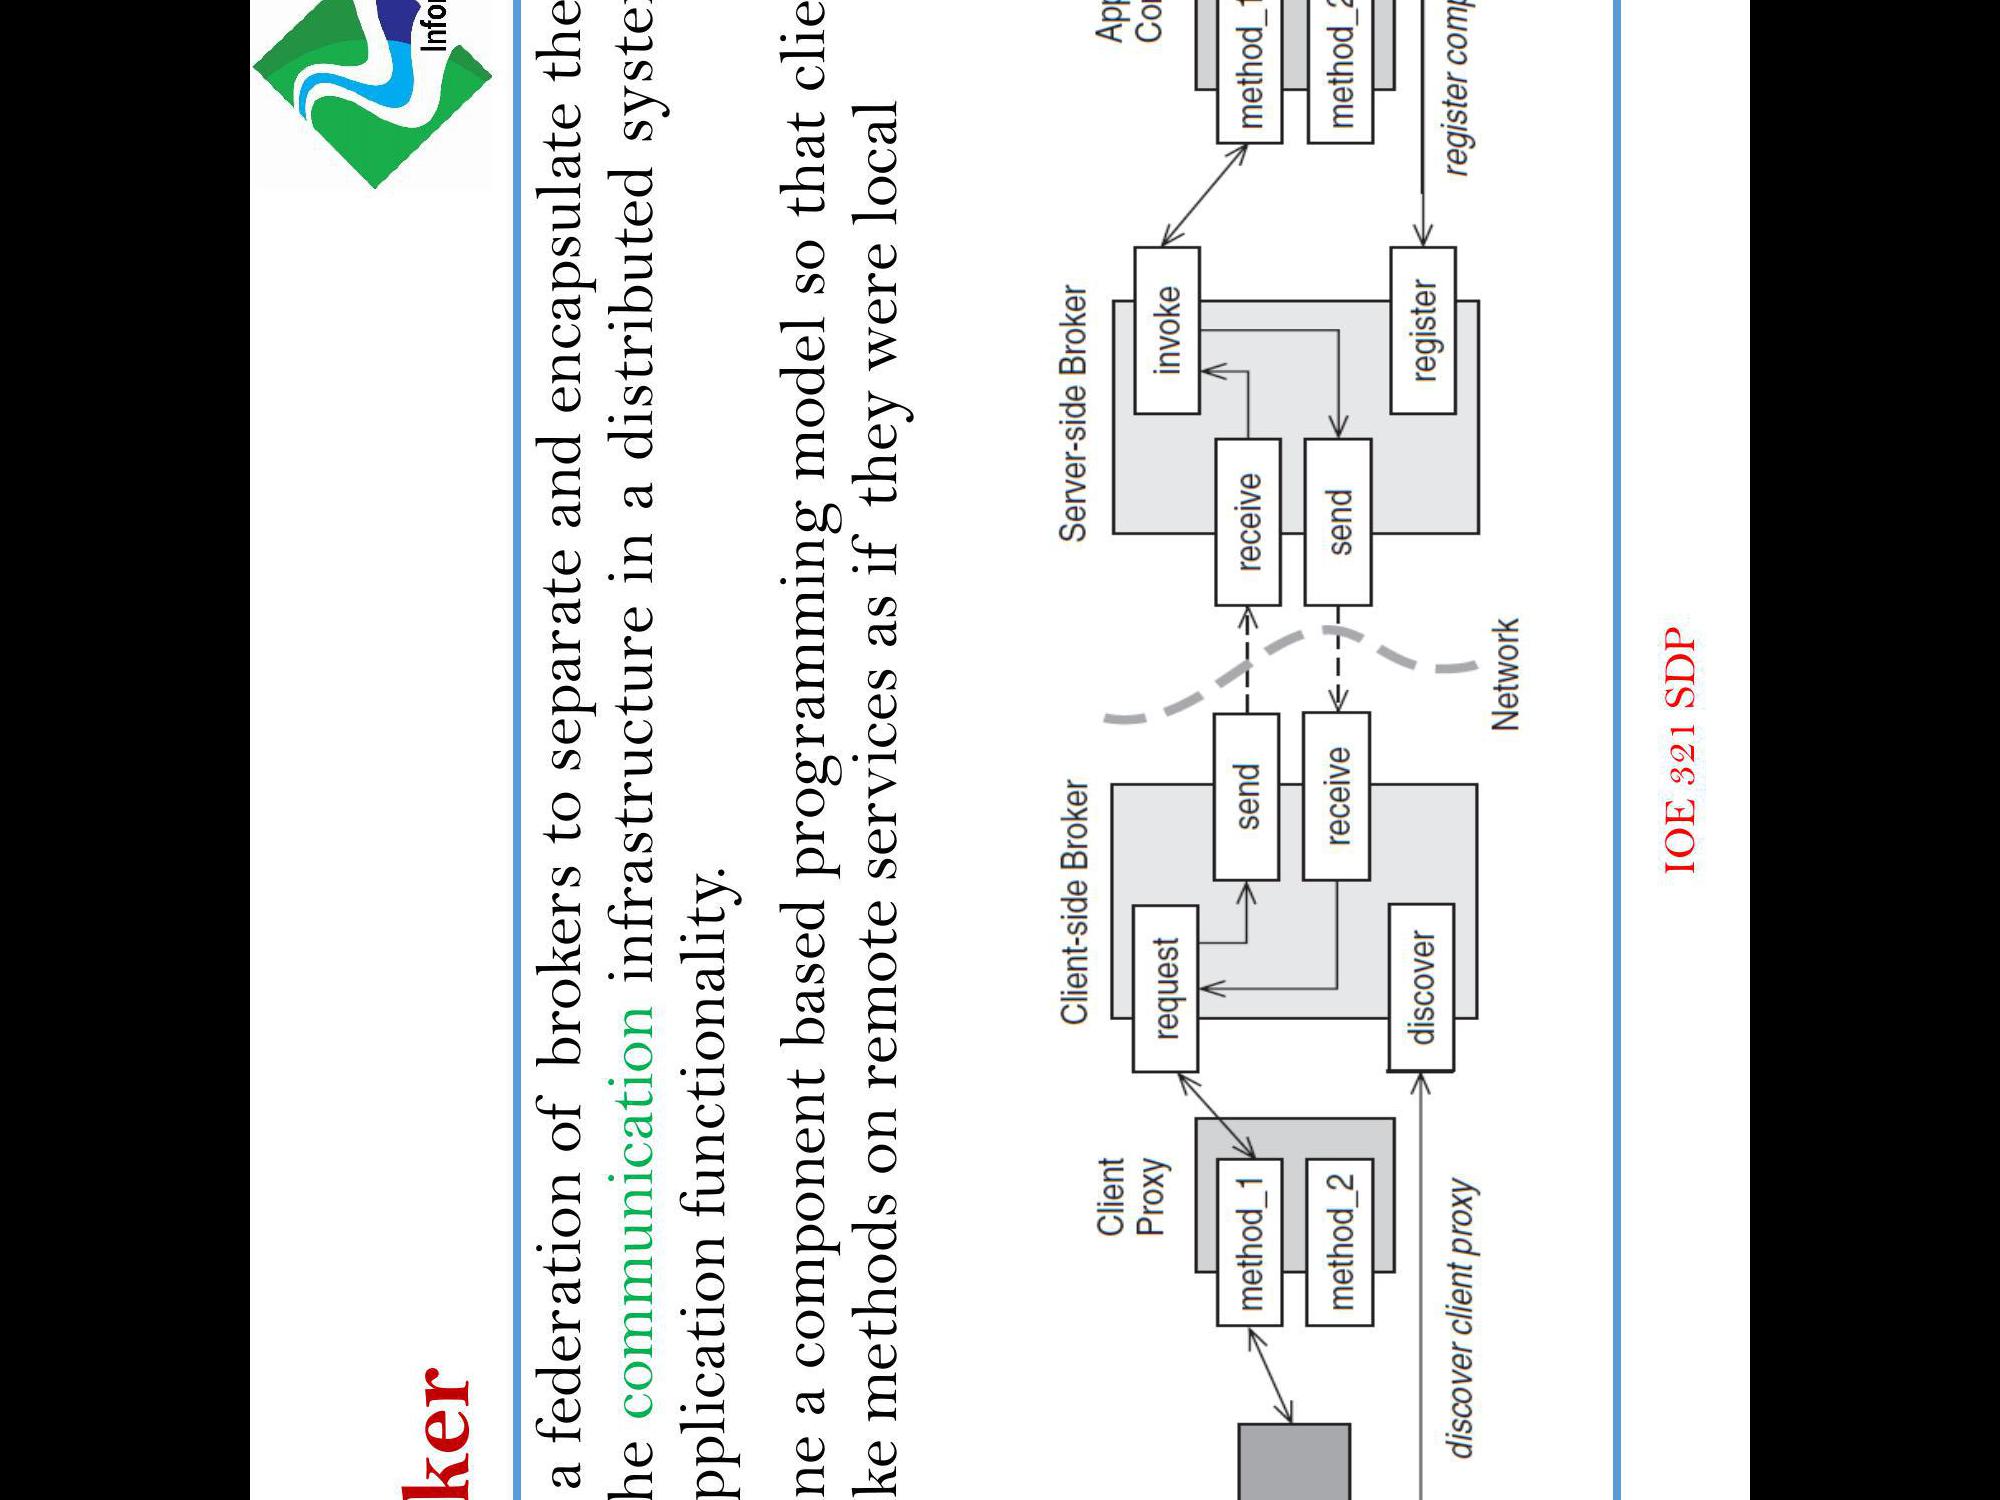 ker
Infor
a federation of brokers to separate and encapsulate the
he communication infrastructure in a distributed system
pplication functionality.
ne a component based programming model so that clie
ke methods on remote services as if they were local
Client
Proxy
method_1
method_2
discover client proxy
Client-side Broker
request
send
receive
discover
Network
Server-side Broker
receive
send
invoke
register
App
Co
method_1
method_2
register comp
IOE 321 SDP